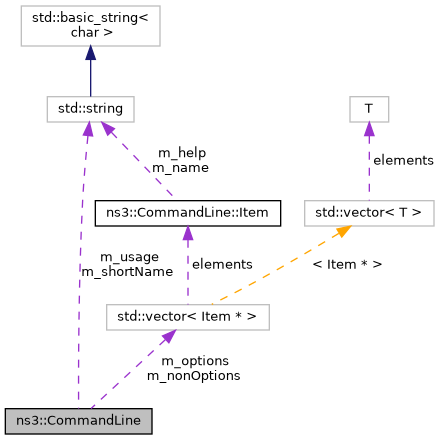 std::basic_string<
char >
std::string
T
m_help
m_name
elements
ns3::CommandLine::Item
std::vector< T >
m_usage
m_shortName
elements
< Item * >
std::vector< Item * >
m_options
m_nonOptions
ns3::CommandLine